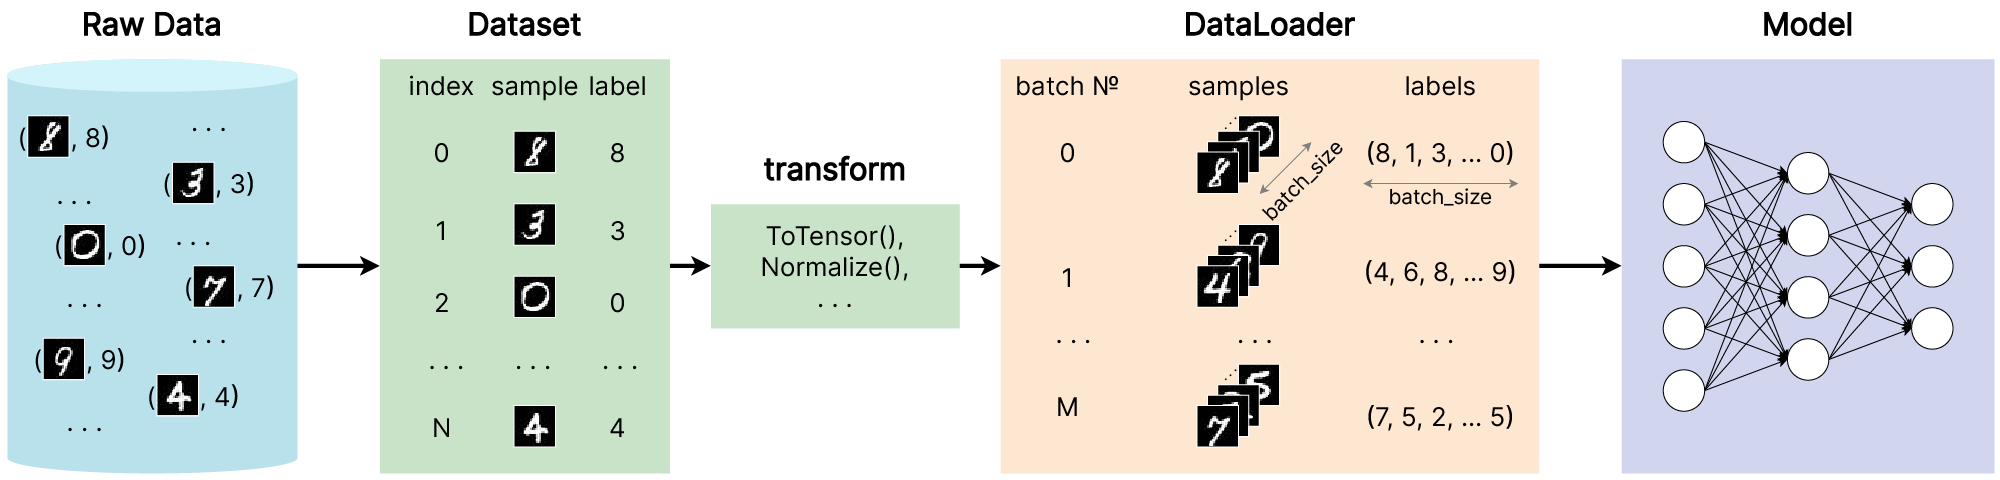 Raw Data
(8, 8)
. . .
(3, 3)
. . .
(0, 0)
. . .
(7, 7)
. . .
. . .
(9, 9)
(4, 4)
. . .
Dataset
index sample label
0 8 8
1 3 3
2 0 0
. . . . . . . . .
N 4 4
transform
ToTensor(),
Normalize(),
. . .
DataLoader
batch № samples labels
0 8 0 batch_size (8, 1, 3, ... 0)
batch_size
1 4 9 (4, 6, 8, ... 9)
. . . . . . . . .
M 7 5 (7, 5, 2, ... 5)
Model